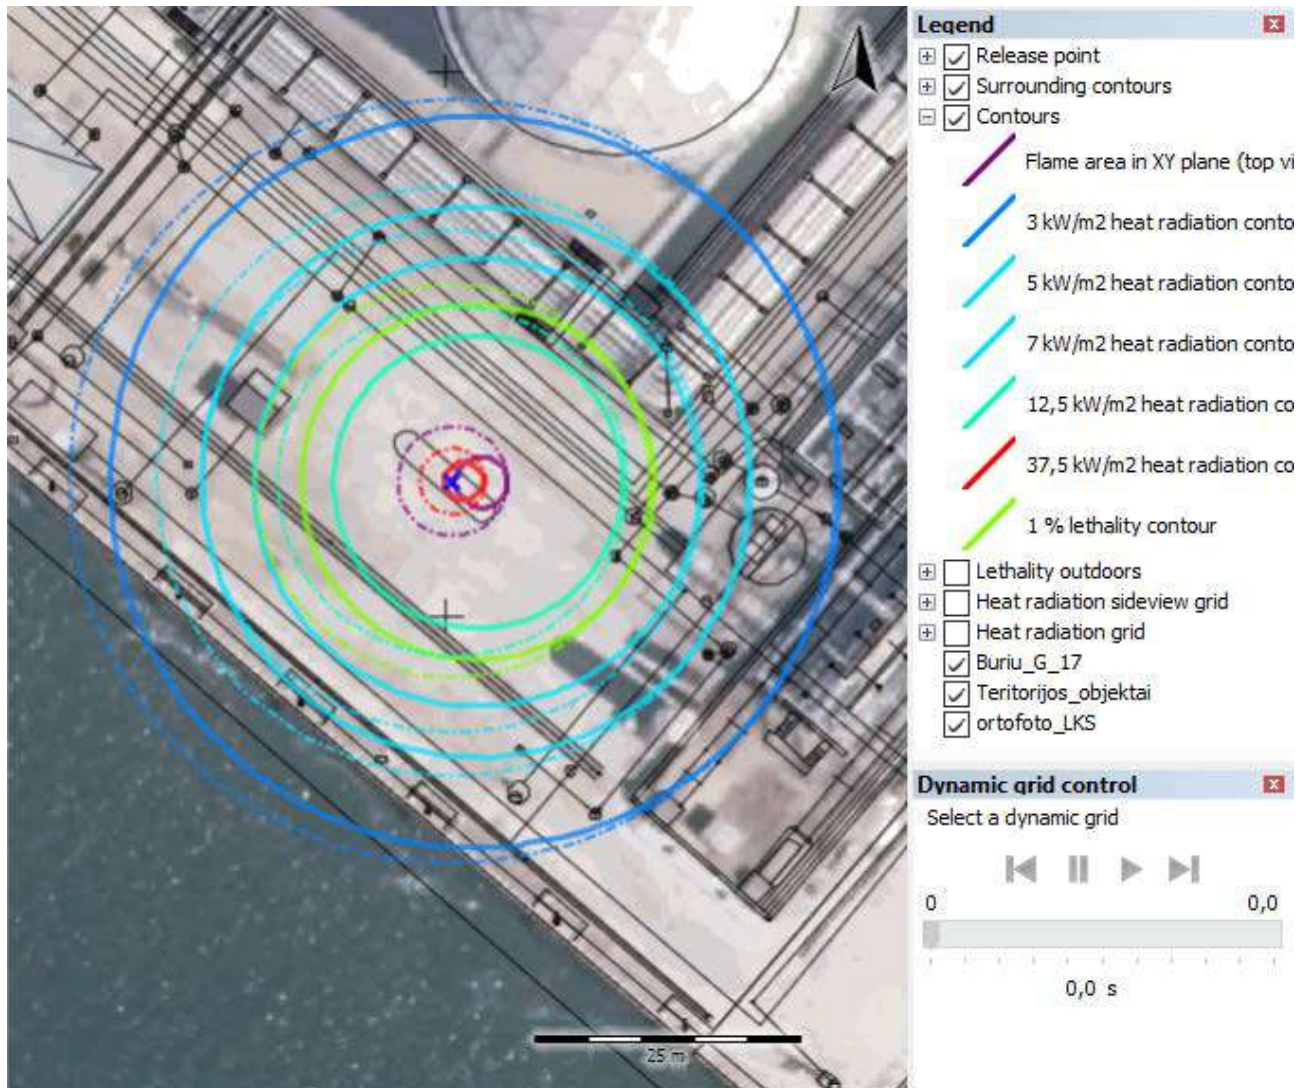 Legend
Release point
Surrounding contours
Contours
Flame area in XY plane (top vi
3 kW/m2 heat radiation conto
5 kW/m2 heat radiation conto
7 kW/m2 heat radiation conto
12,5 kW/m2 heat radiation co
37,5 kW/m2 heat radiation co
1 % lethality contour
Lethality outdoors
Heat radiation sideview grid
Heat radiation grid
Buriu_G_17
Teritorijos_objektai
ortofoto_LKS
Dynamic grid control
Select a dynamic grid
0 0,0
0,0 s
25 m